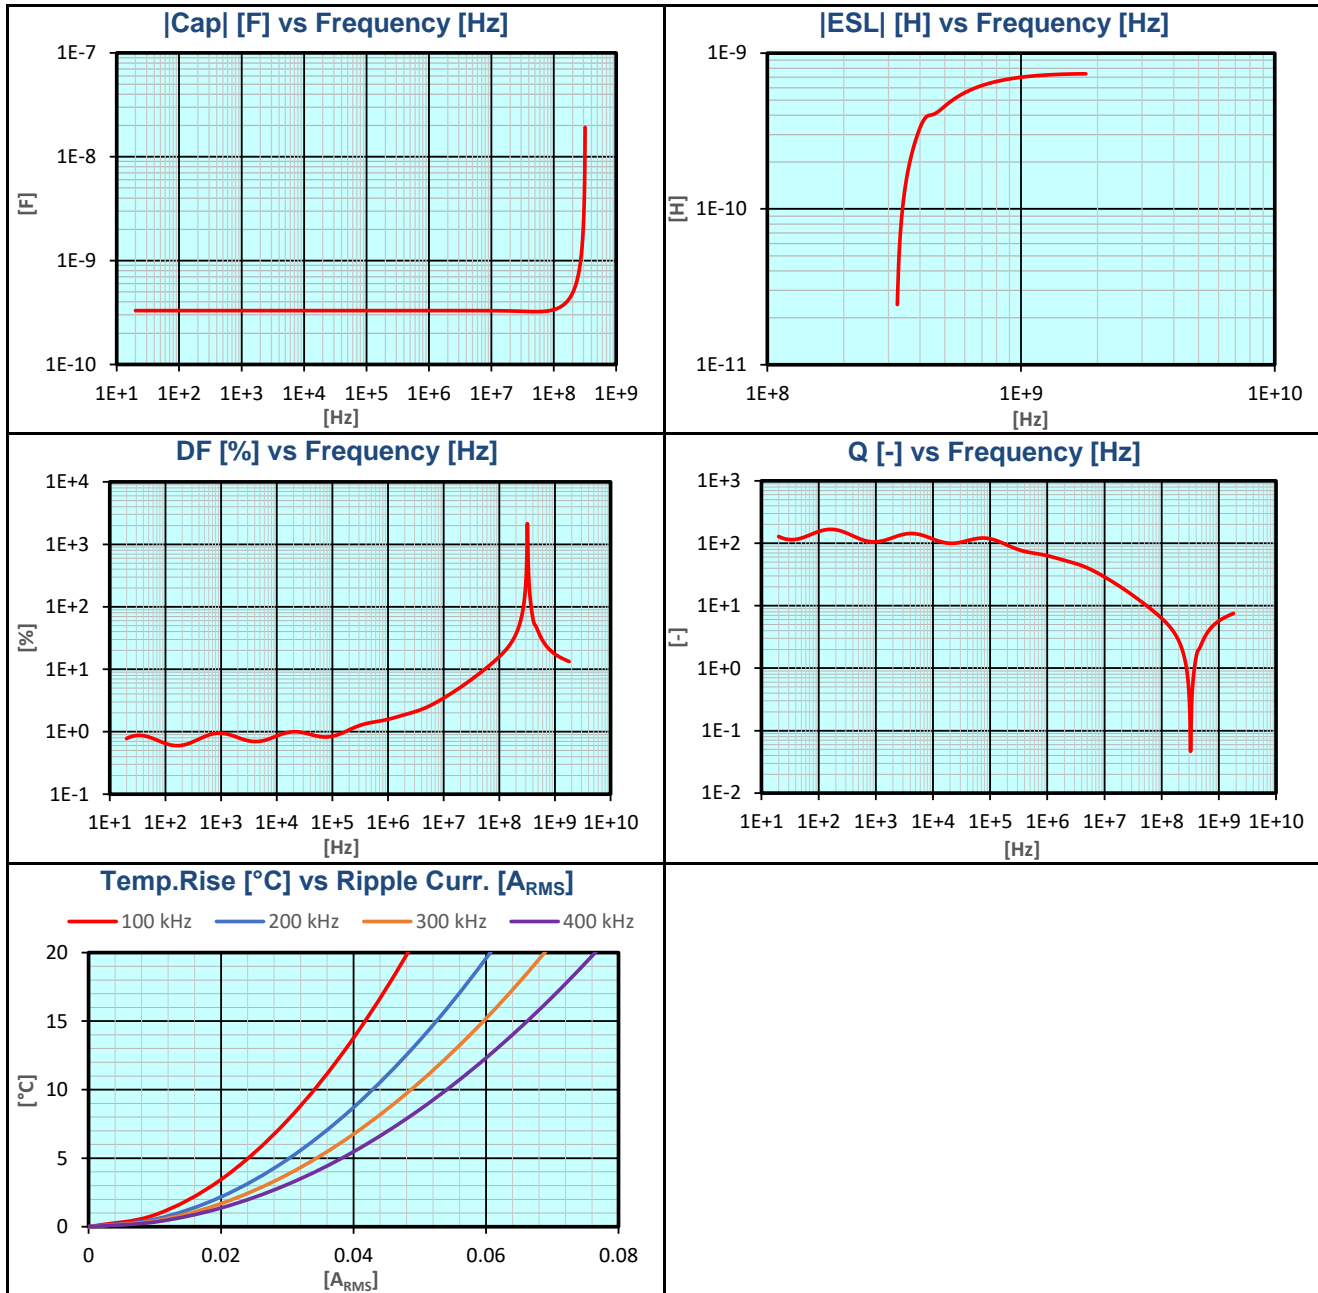 |Cap| [F] vs Frequency [Hz]
1E-7
1E-8
1E-9
1E-10
[F]
1E+1 1E+2 1E+3 1E+4 1E+5 1E+6 1E+7 1E+8 1E+9
[Hz]
|ESL| [H] vs Frequency [Hz]
1E-9
1E-10
1E-11
[H]
1E+8 1E+9 1E+10
[Hz]
DF [%] vs Frequency [Hz]
1E+4
1E+3
1E+2
1E+1
1E+0
1E-1
[%]
1E+1 1E+2 1E+3 1E+4 1E+5 1E+6 1E+7 1E+8 1E+9 1E+10
[Hz]
Q [-] vs Frequency [Hz]
1E+3
1E+2
1E+1
1E+0
1E-1
1E-2
[-]
1E+1 1E+2 1E+3 1E+4 1E+5 1E+6 1E+7 1E+8 1E+9 1E+10
[Hz]
Temp.Rise [°C] vs Ripple Curr. [ARMS]
100 kHz 200 kHz 300 kHz 400 kHz
20
15
10
5
0
[°C]
0 0.02 0.04 0.06 0.08
[ARMS]